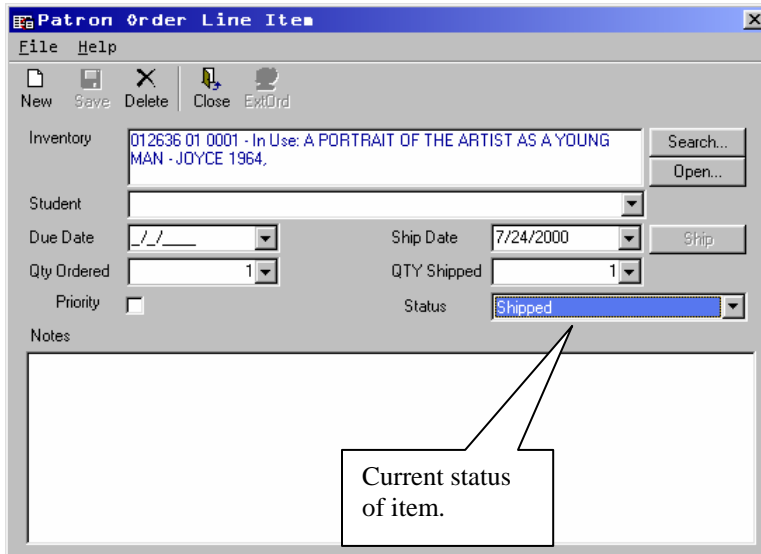 Patron Order Line Item
File Help
New Save Delete Close ExtOrd
Inventory
012636 01 0001 - In Use: A PORTRAIT OF THE ARTIST AS A YOUNG
MAN - JOYCE 1964,
Search...
Open...
Student
Due Date _/_/____ Ship Date 7/24/2000 Ship
Qty Ordered 1 QTY Shipped 1
Priority Status Shipped
Notes
Current status
of item.